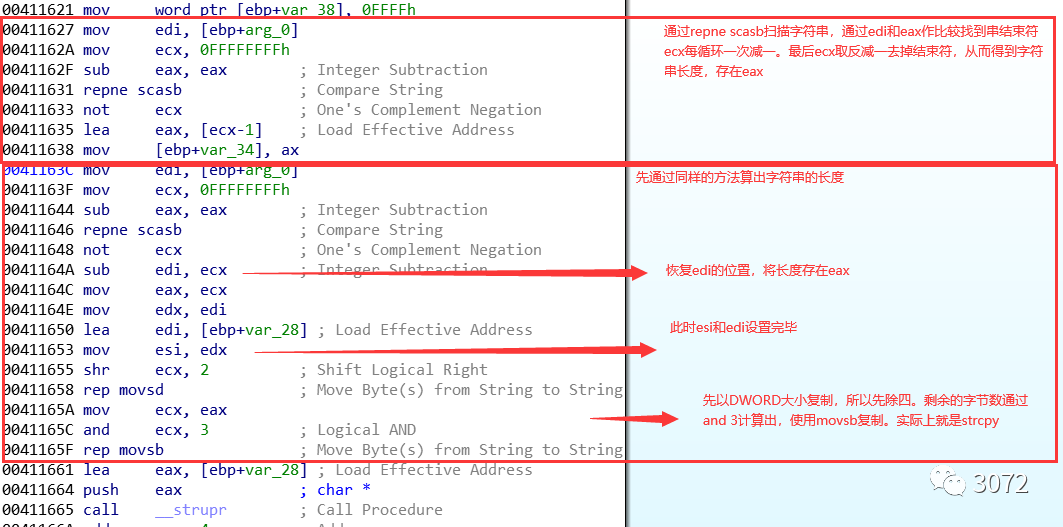 00411621 mov word ptr [ebp+var_38], 0FFFFh
00411627 mov edi, [ebp+arg_0]
0041162A mov ecx, 0FFFFFFFFh
0041162F sub eax, eax ; Integer Subtraction
00411631 repne scasb ; Compare String
00411633 not ecx ; One's Complement Negation
00411635 lea eax, [ecx-1] ; Load Effective Address
00411638 mov [ebp+var_34], ax
通过repne scasb扫描字符串，通过edi和eax作比较找到串结束符
ecx每循环一次减一。最后ecx取反减一去掉结束符，从而得到字符
串长度，存在eax
0041163C mov edi, [ebp+arg_0]
0041163F mov ecx, 0FFFFFFFFh
00411644 sub eax, eax ; Integer Subtraction
00411646 repne scasb ; Compare String
00411648 not ecx ; One's Complement Negation
0041164A sub edi, ecx ; Integer Subtraction
0041164C mov eax, ecx
0041164E mov edx, edi
00411650 lea edi, [ebp+var_28] ; Load Effective Address
00411653 mov esi, edx
00411655 shr ecx, 2 ; Shift Logical Right
00411658 rep movsd ; Move Byte(s) from String to String
0041165A mov ecx, eax
0041165C and ecx, 3 ; Logical AND
0041165F rep movsb ; Move Byte(s) from String to String
先通过同样的方法算出字符串的长度
恢复edi的位置，将长度存在eax
此时esi和edi设置完毕
先以DWORD大小复制，所以先除四。剩余的字节数通过
and 3计算出，使用movsb复制。实际上就是strcpy
00411661 lea eax, [ebp+var_28] ; Load Effective Address
00411664 push eax ; char *
00411665 call __strupr ; Call Procedure
3072